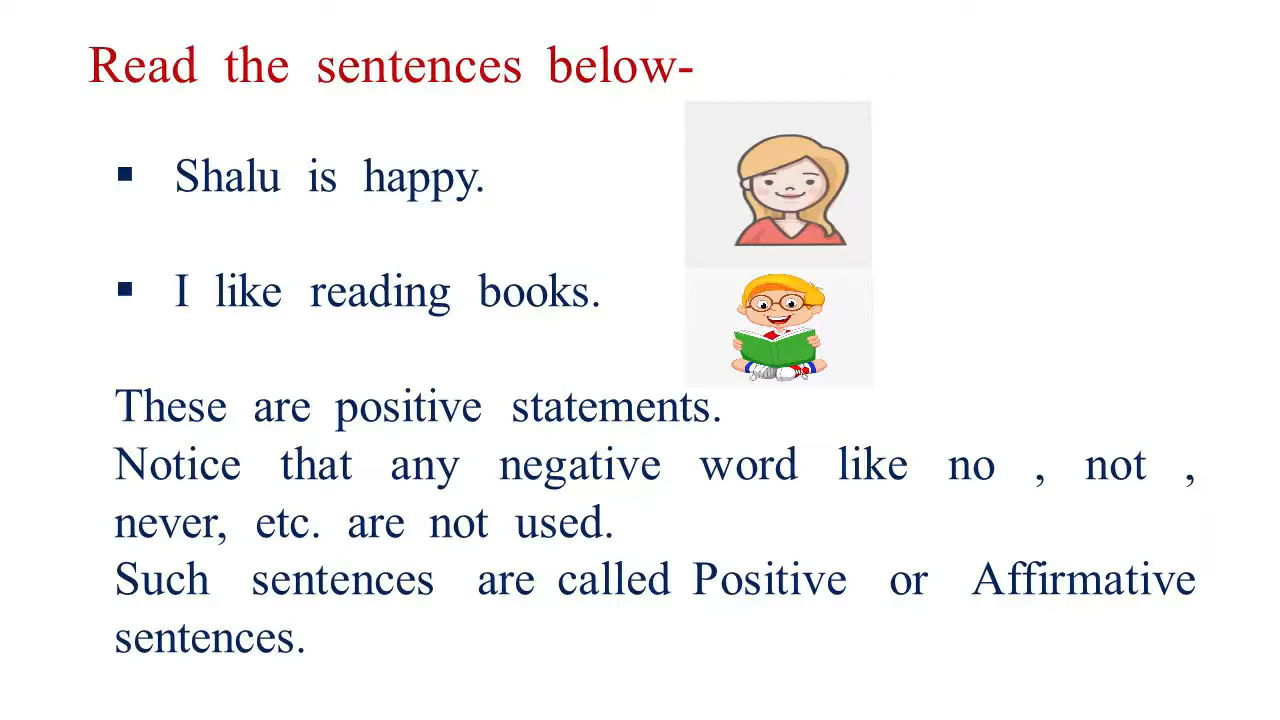 Read the sentences below-
▪ Shalu is happy.
▪ I like reading books.
These are positive statements.
Notice that any negative word like no , not ,
never, etc. are not used.
Such sentences are called Positive or Affirmative
sentences.